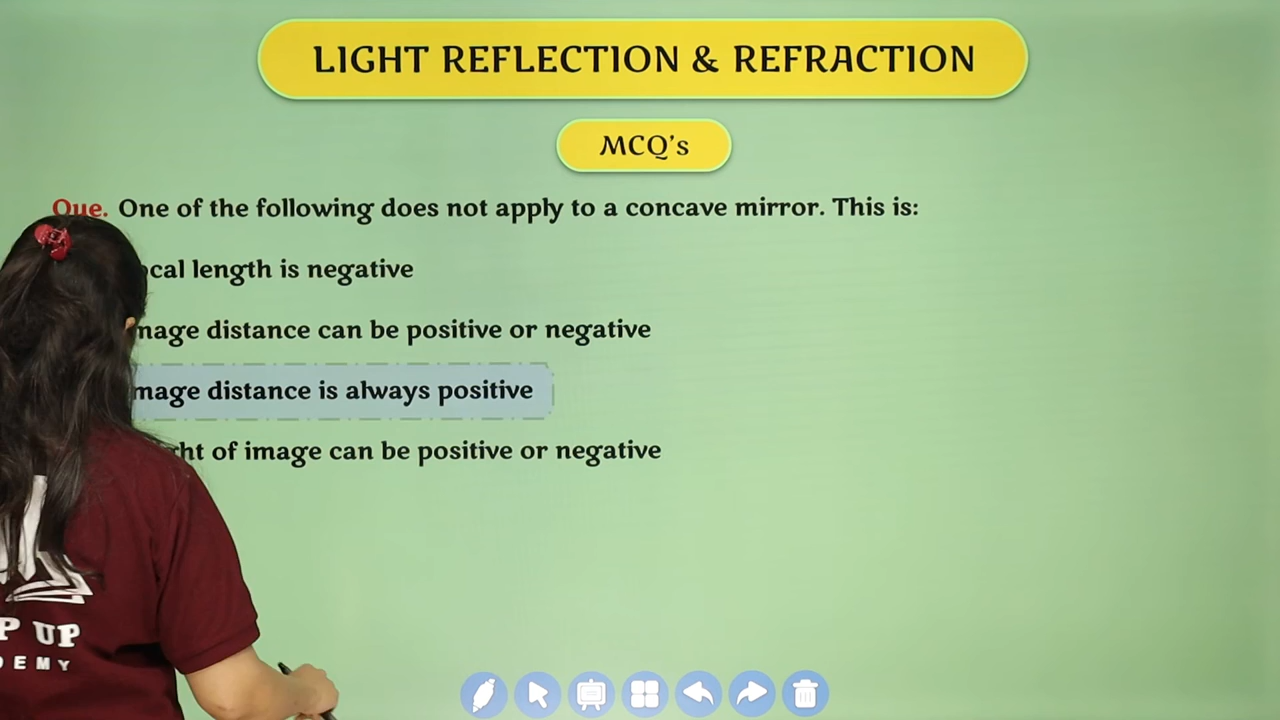 LIGHT REFLECTION & REFRACTION
MCQ's
Que. One of the following does not apply to a concave mirror. This is:
ocal length is negative
mage distance can be positive or negative
mage distance is always positive
ght of image can be positive or negative
P UP
DEMY